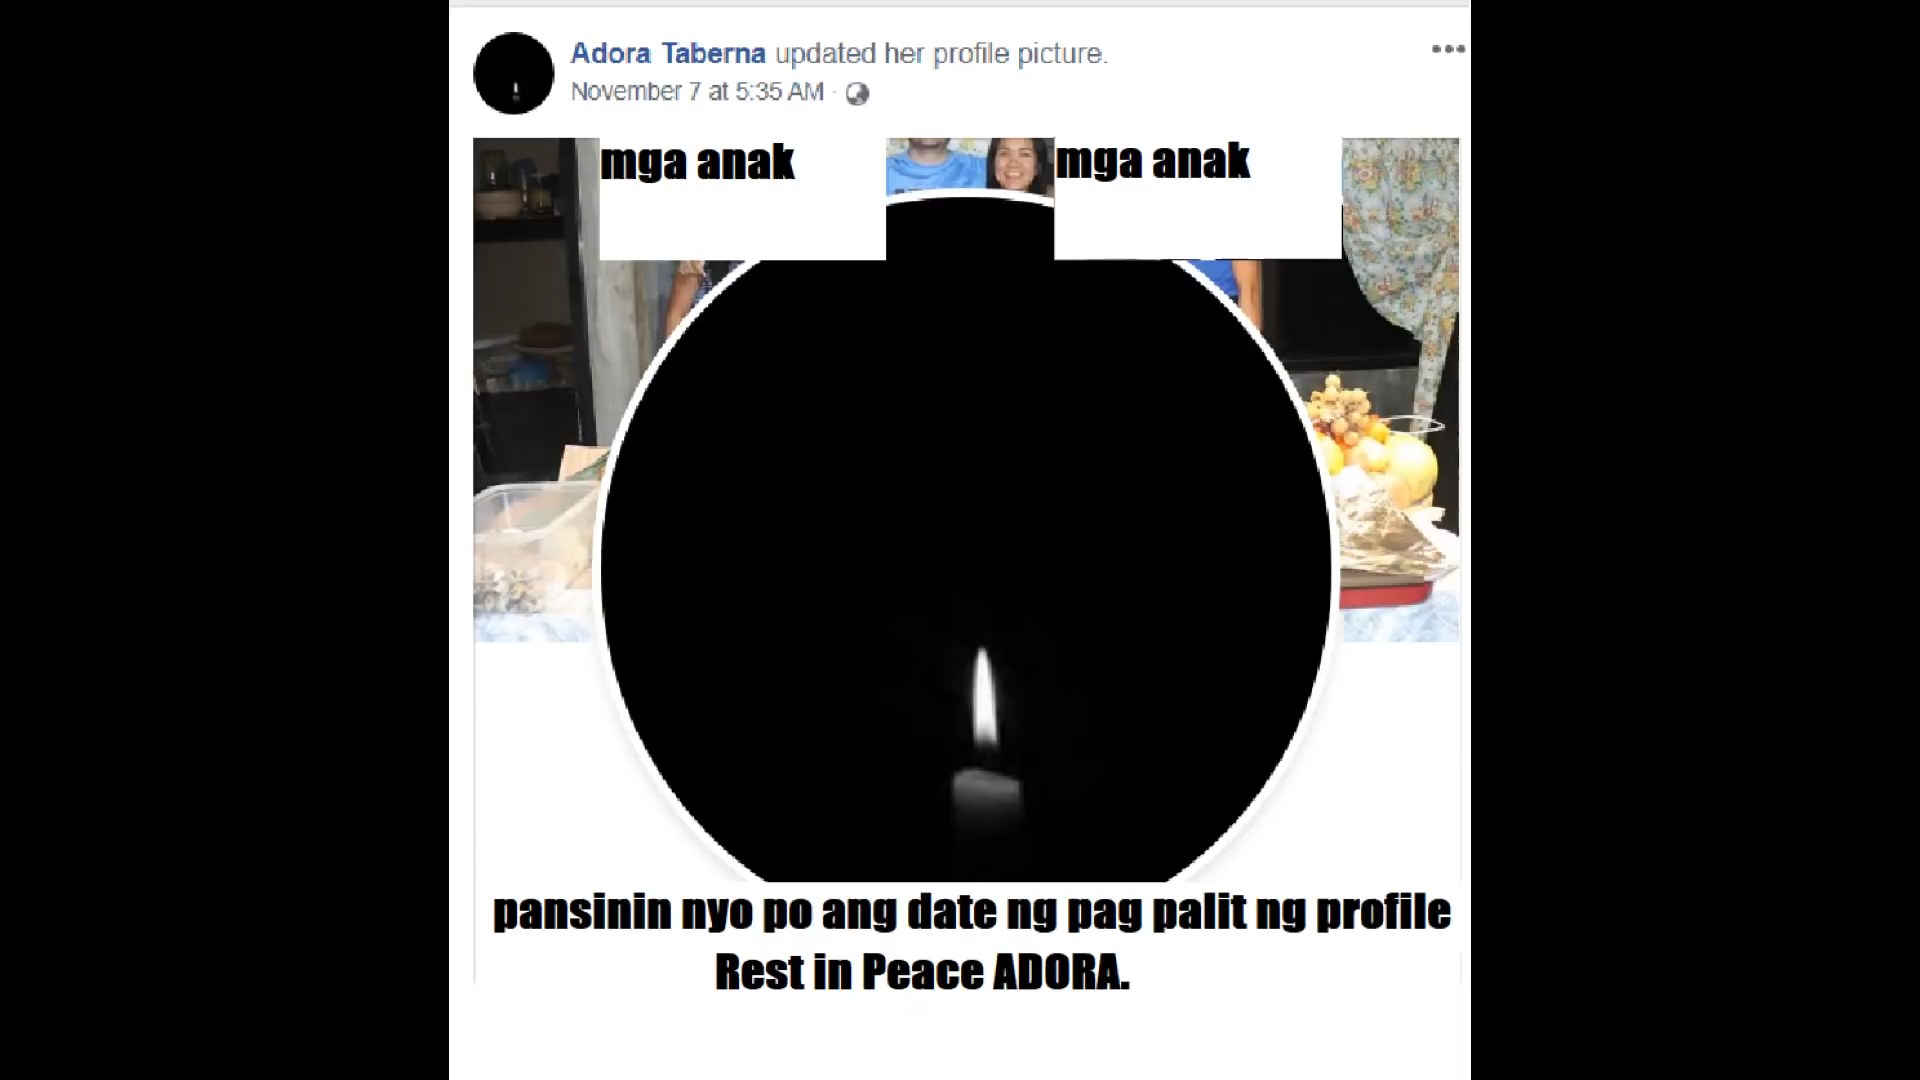 Adora Taberna updated her profile picture.
November 7 at 5:35 AM ·
mga anak
mga anak
pansinin nyo po ang date ng pag palit ng profile
Rest in Peace ADORA.